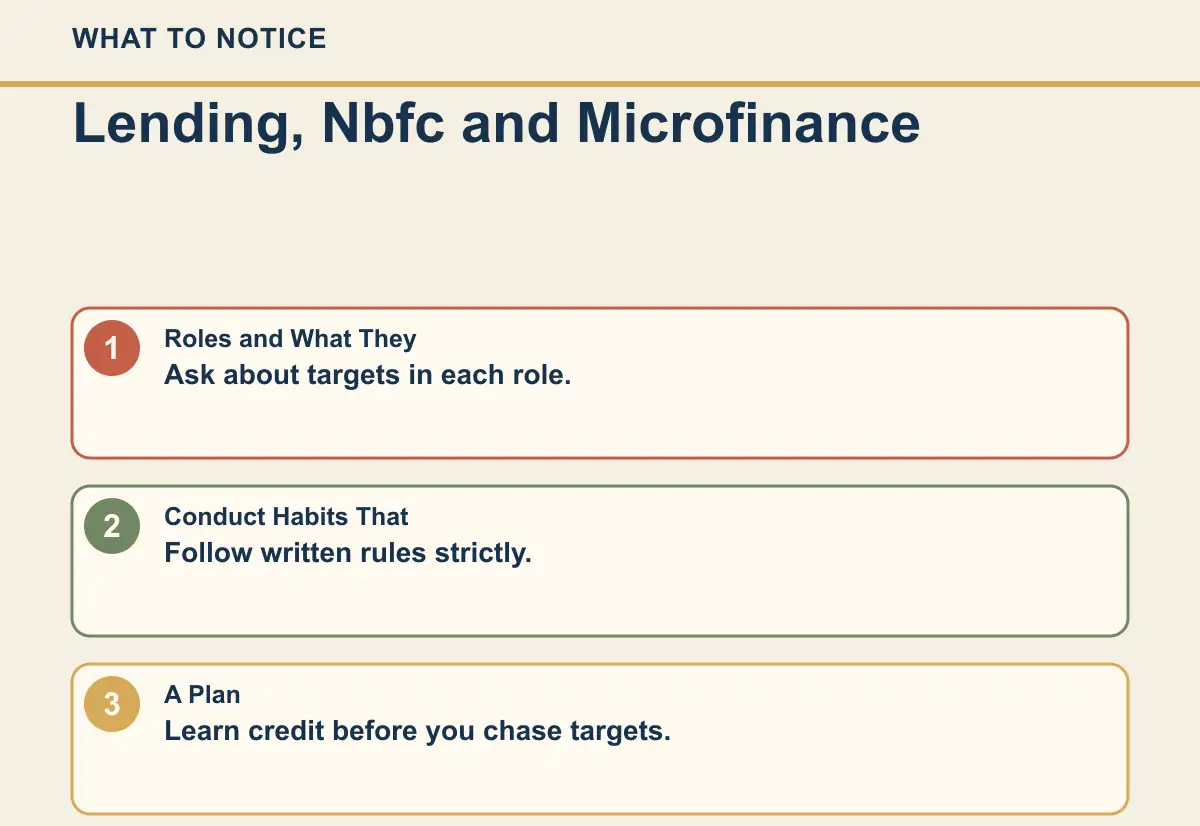 WHAT TO NOTICE
Lending, Nbfc and Microfinance
1
Roles and What They
Ask about targets in each role.
2
Conduct Habits That
Follow written rules strictly.
3
A Plan
Learn credit before you chase targets.